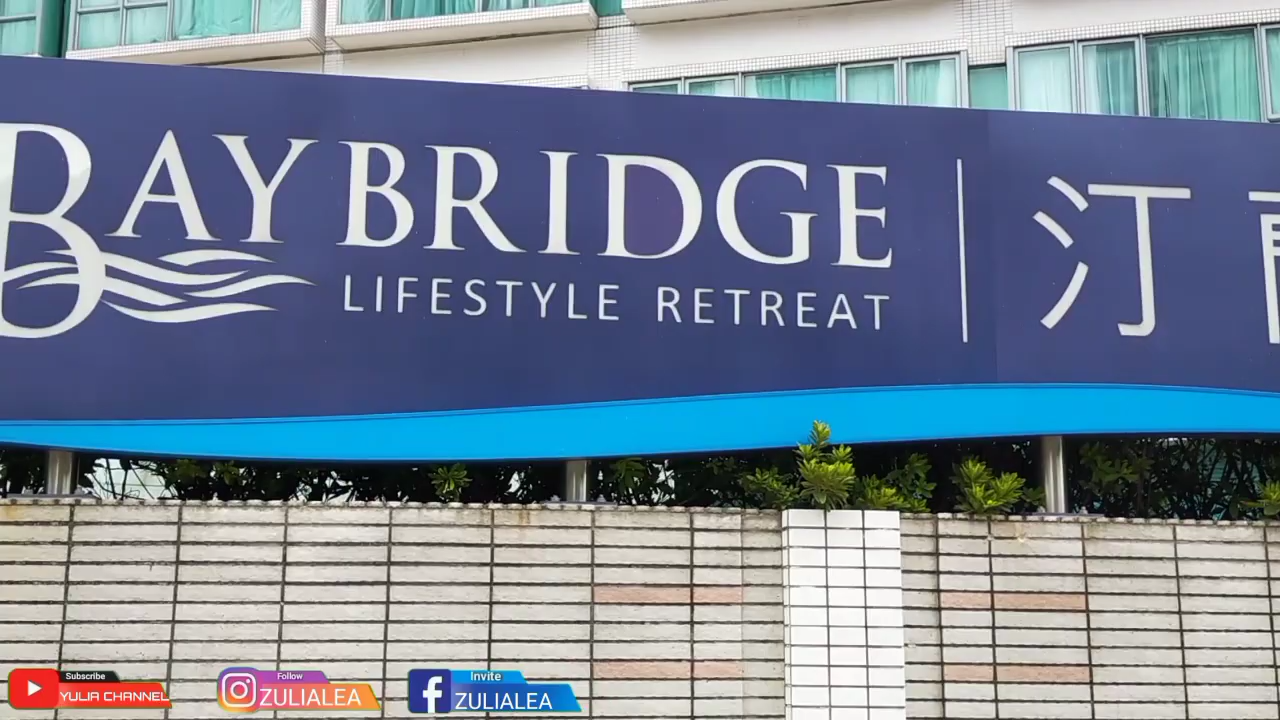 BAYBRIDGE
LIFESTYLE RETREAT
汀
Subscribe
YULIA CHANNEL
Follow
ZULIALEA
Invite
ZULIALEA